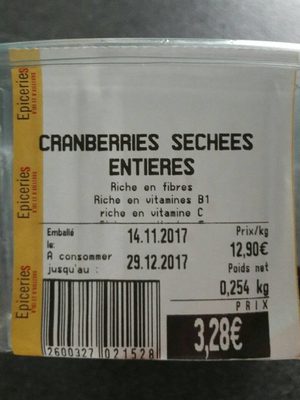 Epiceries
Epiceries
Epiceries
CRANBERRIES SECHEES
ENTIERES
Riche en fibres
Riche en vitamines B1
riche en vitamine C
Emballé
le:
14.11.2017
A consommer
jusqu'au :
29.12.2017
Prix/kg
12,90€
Poids net
0,254 kg
PRIX
3,28€
2600327 021528